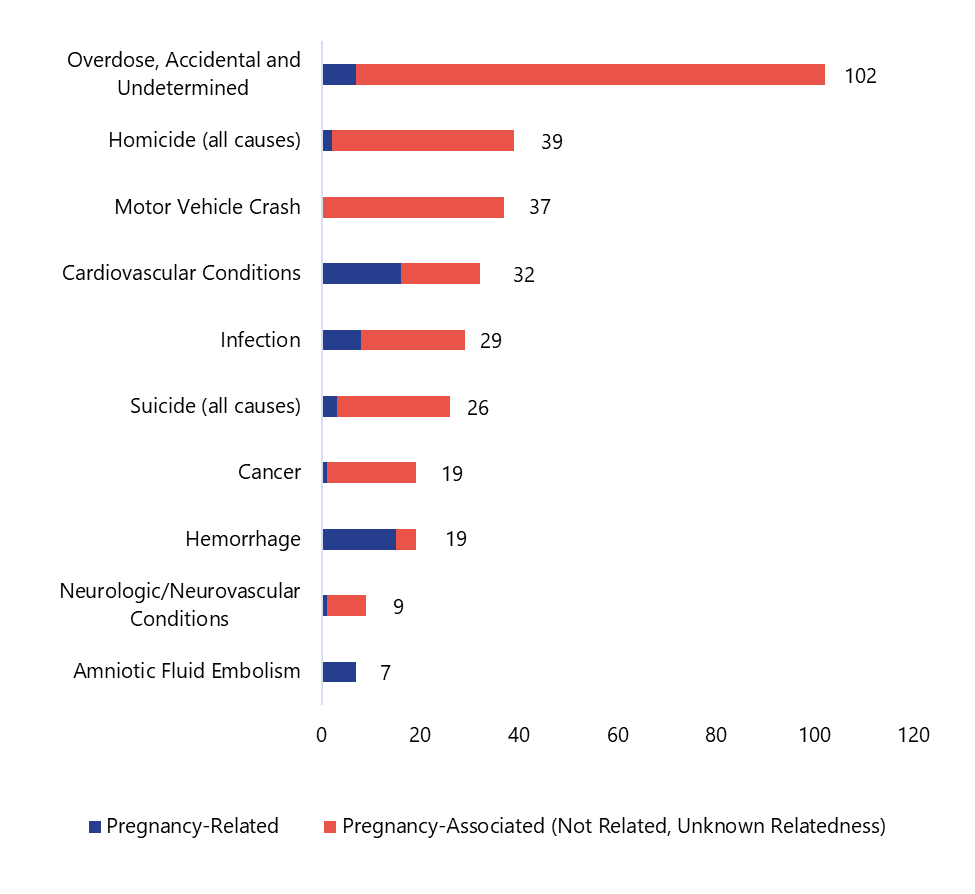 Overdose, Accidental and
Undetermined
102
Homicide (all causes)
39
Motor Vehicle Crash
37
Cardiovascular Conditions
32
Infection
29
Suicide (all causes)
26
Cancer
19
Hemorrhage
19
Neurologic/Neurovascular
Conditions
9
Amniotic Fluid Embolism
7
0 20 40 60 80 100 120
Pregnancy-Related Pregnancy-Associated (Not Related, Unknown Relatedness)